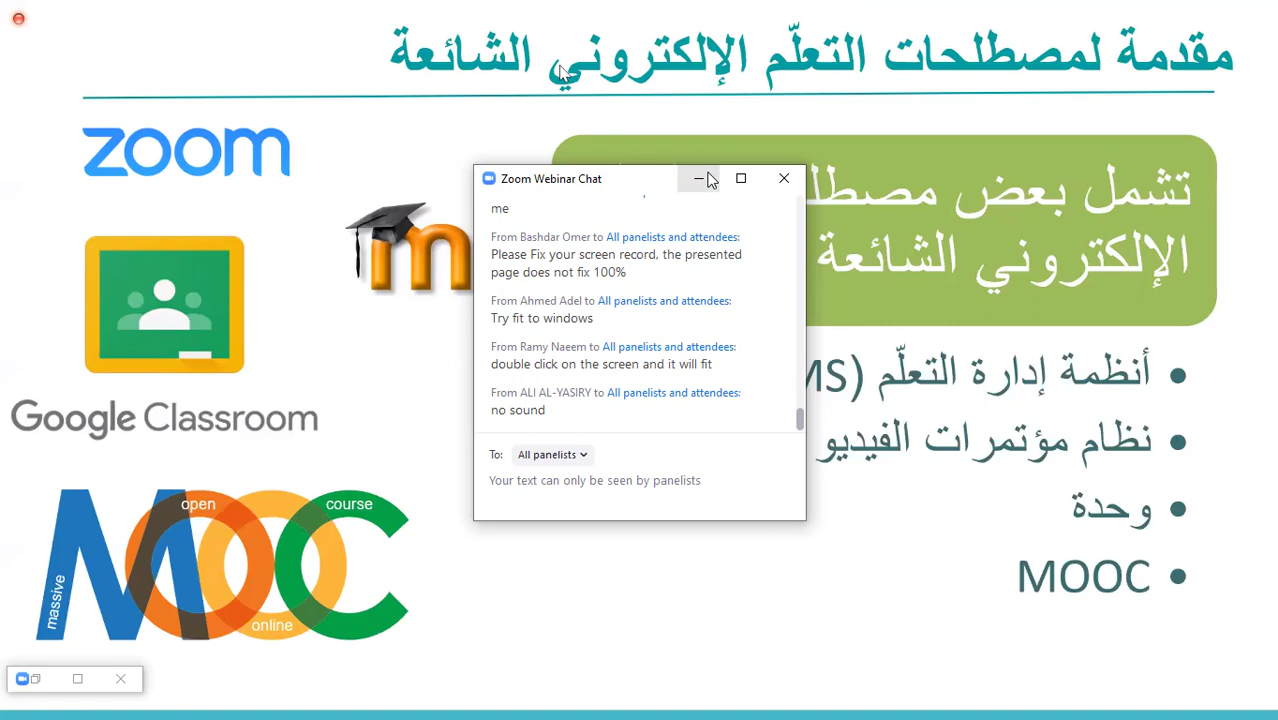 مقدمة لمصطلحات التعلّم الإلكتروني الشائعة
zoom
Google Classroom
massive
open
online
course
MOOC
m
تشمل بعض
الإلكتروني الشائعة
أنظمة إدارة التعلّم (MS
نظام مؤتمرات الفيديو
وحدة
MOOC
Zoom Webinar Chat
me
From Bashdar Omer to All panelists and attendees:
Please Fix your screen record, the presented
page does not fix 100%
From Ahmed Adel to All panelists and attendees:
Try fit to windows
From Ramy Naeem to All panelists and attendees:
double click on the screen and it will fit
From ALI AL-YASIRY to All panelists and attendees:
no sound
To: All panelists
Your text can only be seen by panelists